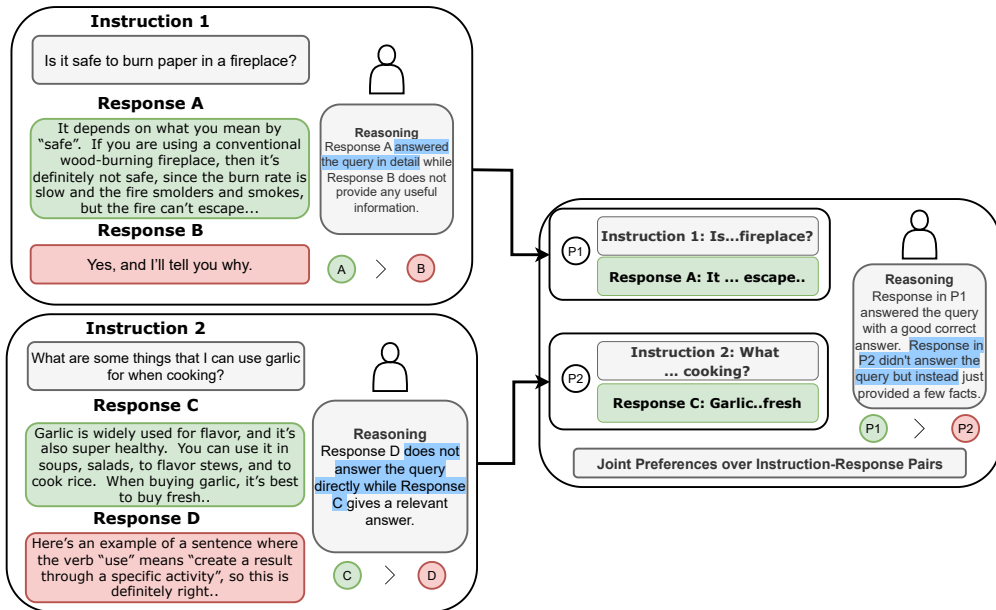 Instruction 1
Is it safe to burn paper in a fireplace?
Response A
It depends on what you mean by
“safe”. If you are using a conventional
wood-burning fireplace, then it’s
definitely not safe, since the burn rate is
slow and the fire smolders and smokes,
but the fire can’t escape...
Response B
Yes, and I’ll tell you why.
Reasoning
Response A answered
the query in detail while
Response B does not
provide any useful
information.
A > B
Instruction 2
What are some things that I can use garlic
for when cooking?
Response C
Garlic is widely used for flavor, and it’s
also super healthy. You can use it in
soups, salads, to flavor stews, and to
cook rice. When buying garlic, it’s best
to buy fresh..
Response D
Here’s an example of a sentence where
the verb “use” means “create a result
through a specific activity”, so this is
definitely right..
Reasoning
Response D does not
answer the query
directly while Response
C gives a relevant
answer.
C > D
P1
Instruction 1: Is...fireplace?
Response A: It ... escape..
P2
Instruction 2: What
... cooking?
Response C: Garlic..fresh
Reasoning
Response in P1
answered the query
with a good correct
answer. Response in
P2 didn't answer the
query but instead just
provided a few facts.
P1 > P2
Joint Preferences over Instruction-Response Pairs